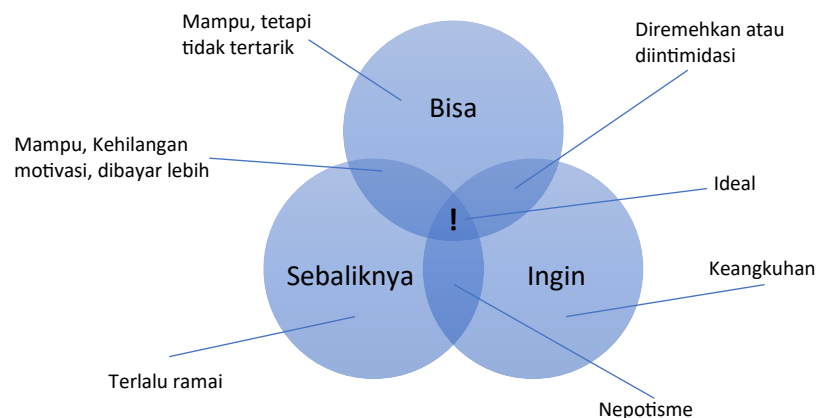 Mampu, tetapi
tidak tertarik
Diremehkan atau
diintimidasi
Bisa
Mampu, Kehilangan
motivasi, dibayar lebih
Ideal
!
Sebaliknya
Ingin
Keangkuhan
Terlalu ramai
Nepotisme